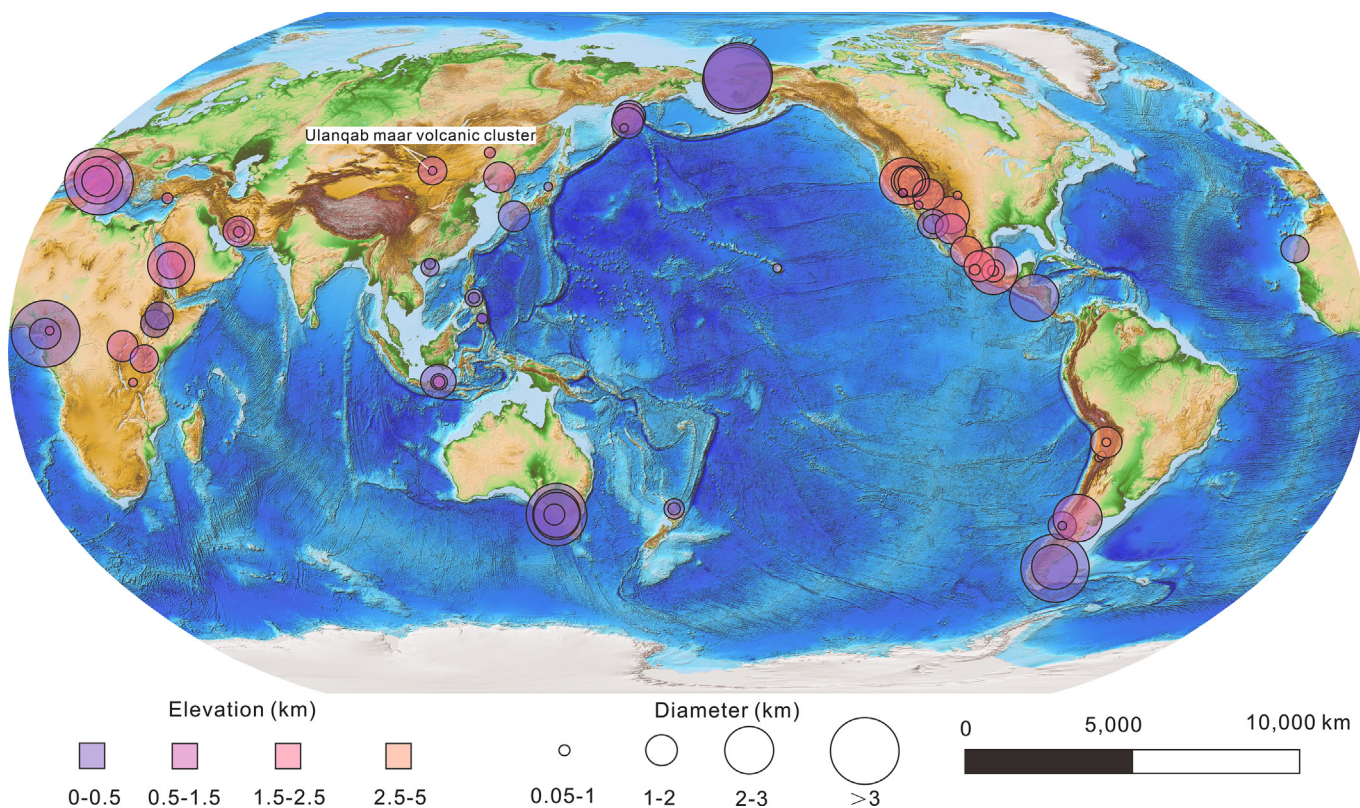 Ulanqab maar volcanic cluster
Elevation (km)
0-0.5 0.5-1.5 1.5-2.5 2.5-5
Diameter (km)
0.05-1 1-2 2-3 >3
0 5,000 10,000 km